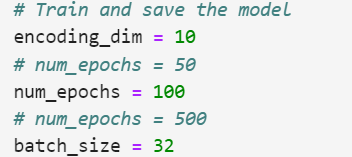 # Train and save the model
encoding_dim = 10
# num_epochs = 50
num_epochs = 100
# num_epochs = 500
batch_size = 32